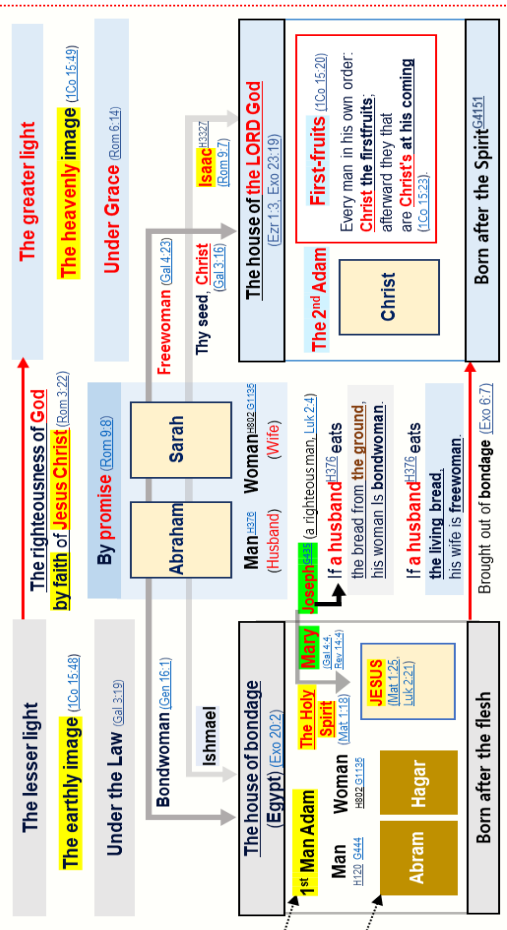 The lesser light
The righteousness of God
by faith of Jesus Christ (Rom 3:22)
The greater light
The earthly image (1Co 15:48)
The heavenly image (1Co 15:49)
Under the Law (Gal 3:19)
By promise (Rom 9:8)
Under Grace (Rom 6:14)
Bondwoman (Gen 16:1)
Abraham
Sarah
Freewoman (Gal 4:23)
Ishmael
Man H376
(Husband)
Woman H802 G1135
(Wife)
Thy seed, Christ
(Gal 3:16)
Isaac H3327
(Rom 9:7)
The house of bondage
(Egypt) (Exo 20:2)
The house of the LORD God
(Ezr 1:3, Exo 23:19)
1st Man Adam
The Holy
Spirit
(Mat 1:18)
Mary
(Gal 4:4,
Rev 14:4)
Joseph G435 (a righteous man, Luk 2:4)
If a husband H376 eats
the bread from the ground,
his woman is bondwoman.
If a husband H376 eats
the living bread,
his wife is freewoman.
Man
H120 G444
Woman
H802 G1135
JESUS
(Mat 1:25,
Luk 2:21)
Abram
Hagar
The 2nd Adam
Christ
First-fruits (1Co 15:20)
Every man in his own order:
Christ the firstfruits;
afterward they that
are Christ's at his coming
(1Co 15:23).
Born after the flesh
Brought out of bondage (Exo 6:7)
Born after the Spirit G4151